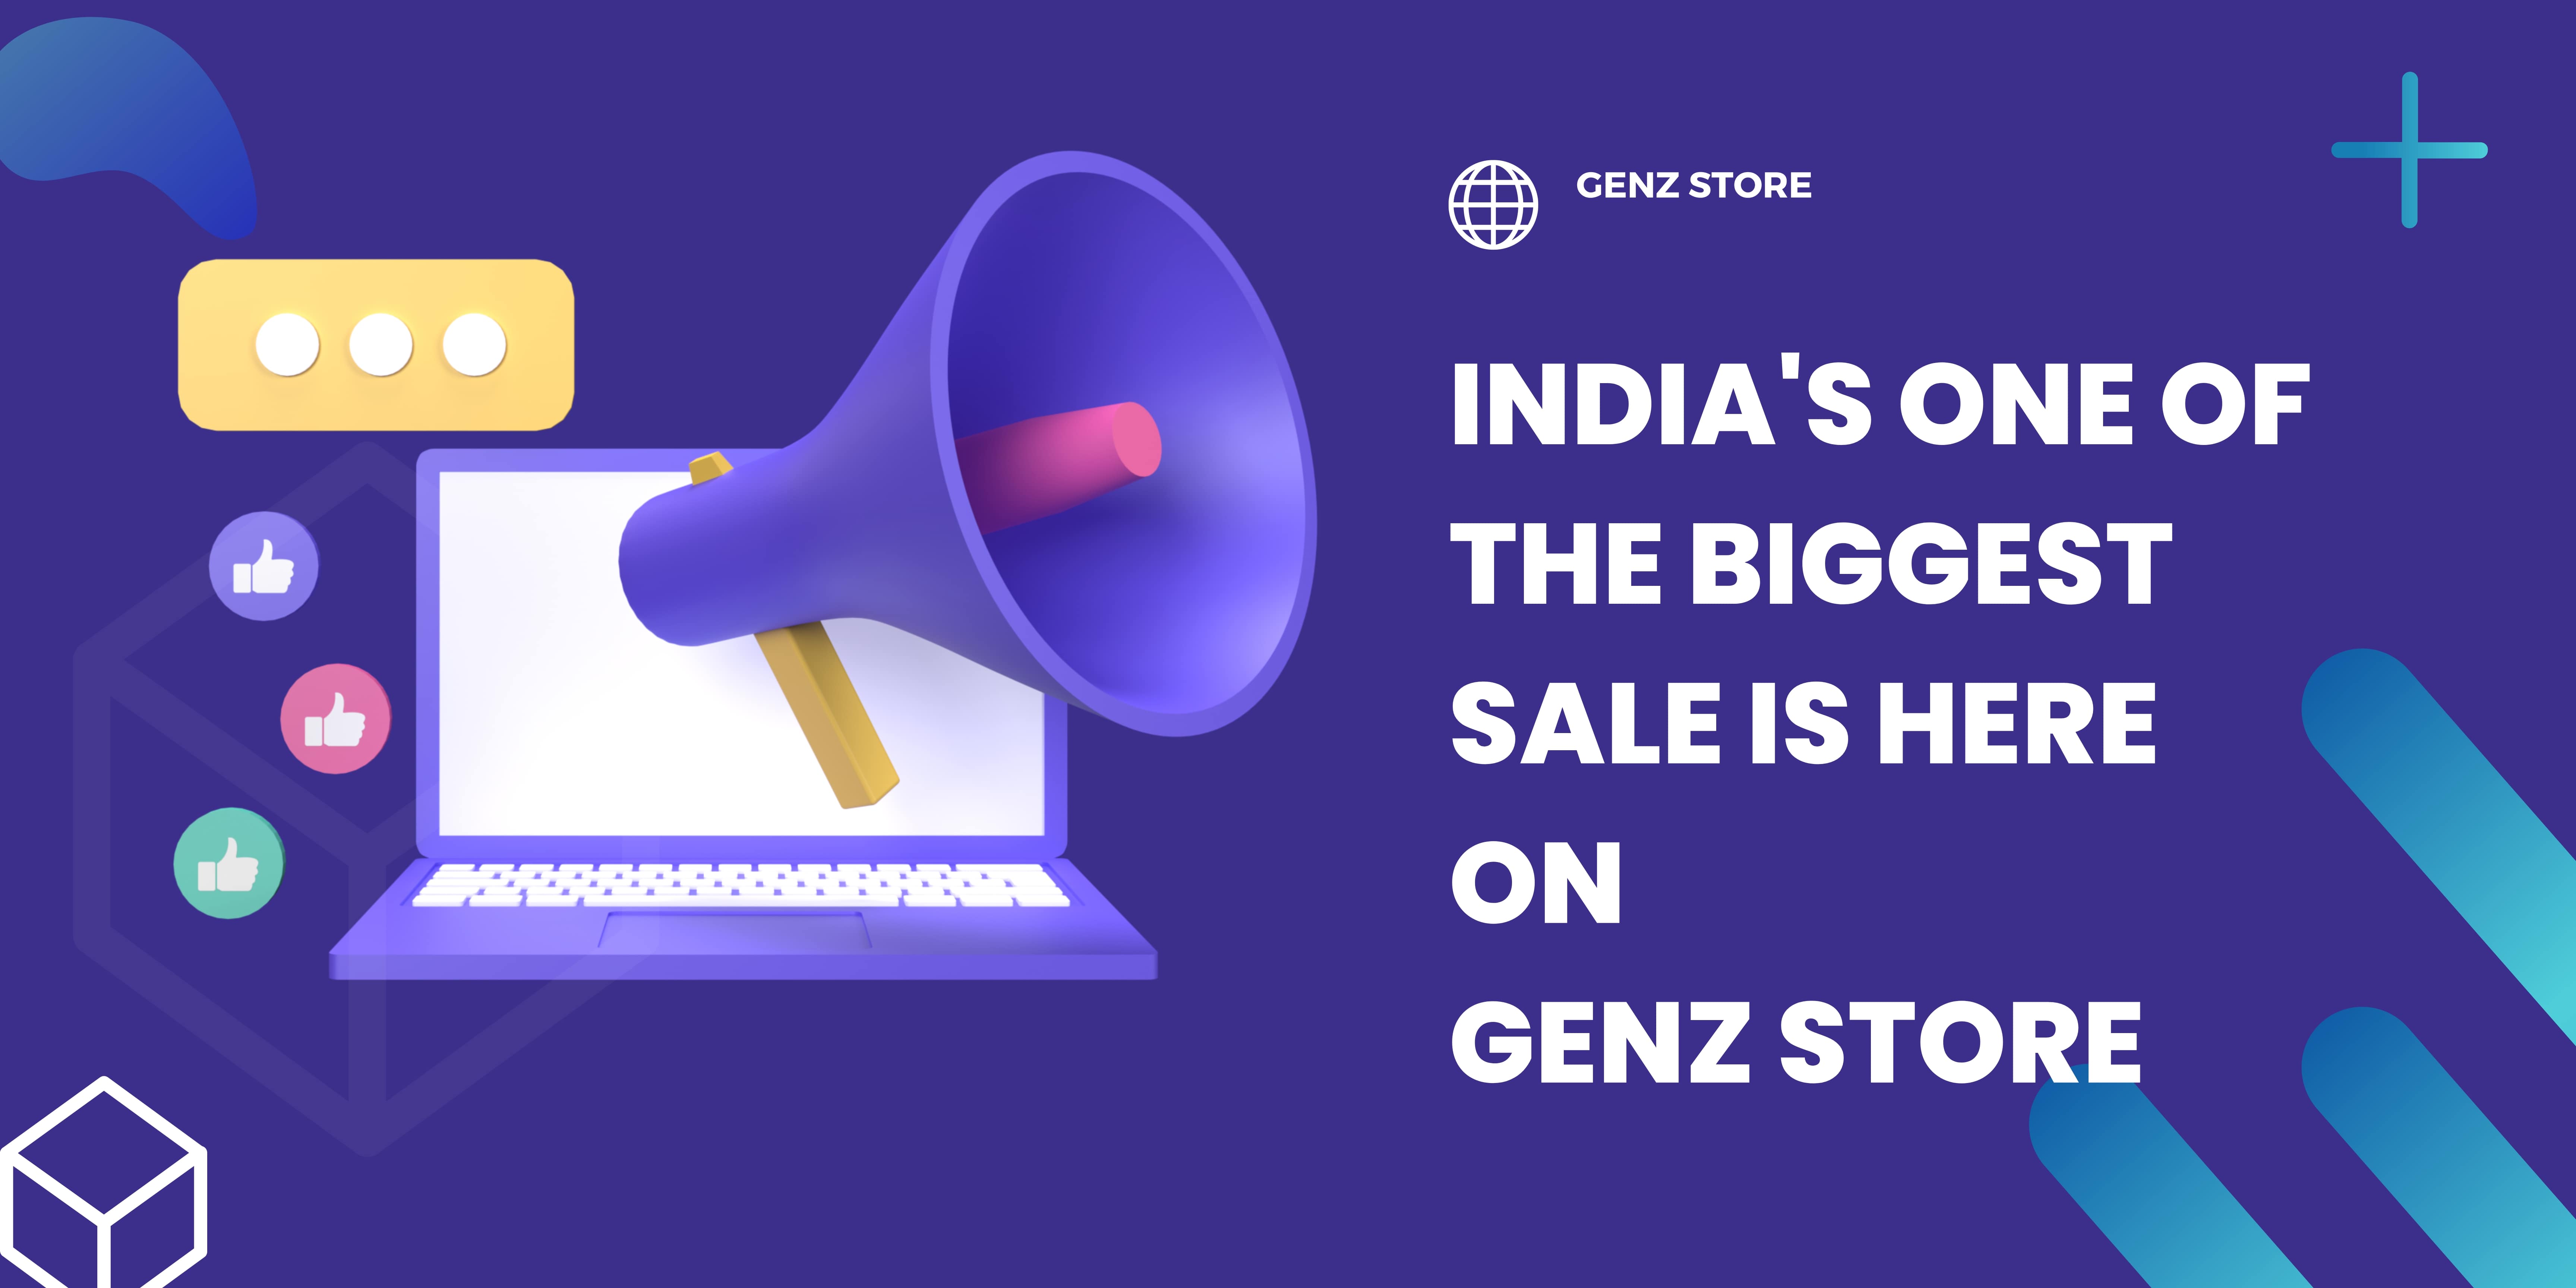 GENZ STORE
INDIA'S ONE OF
THE BIGGEST
SALE IS HERE
ON
GENZ STORE